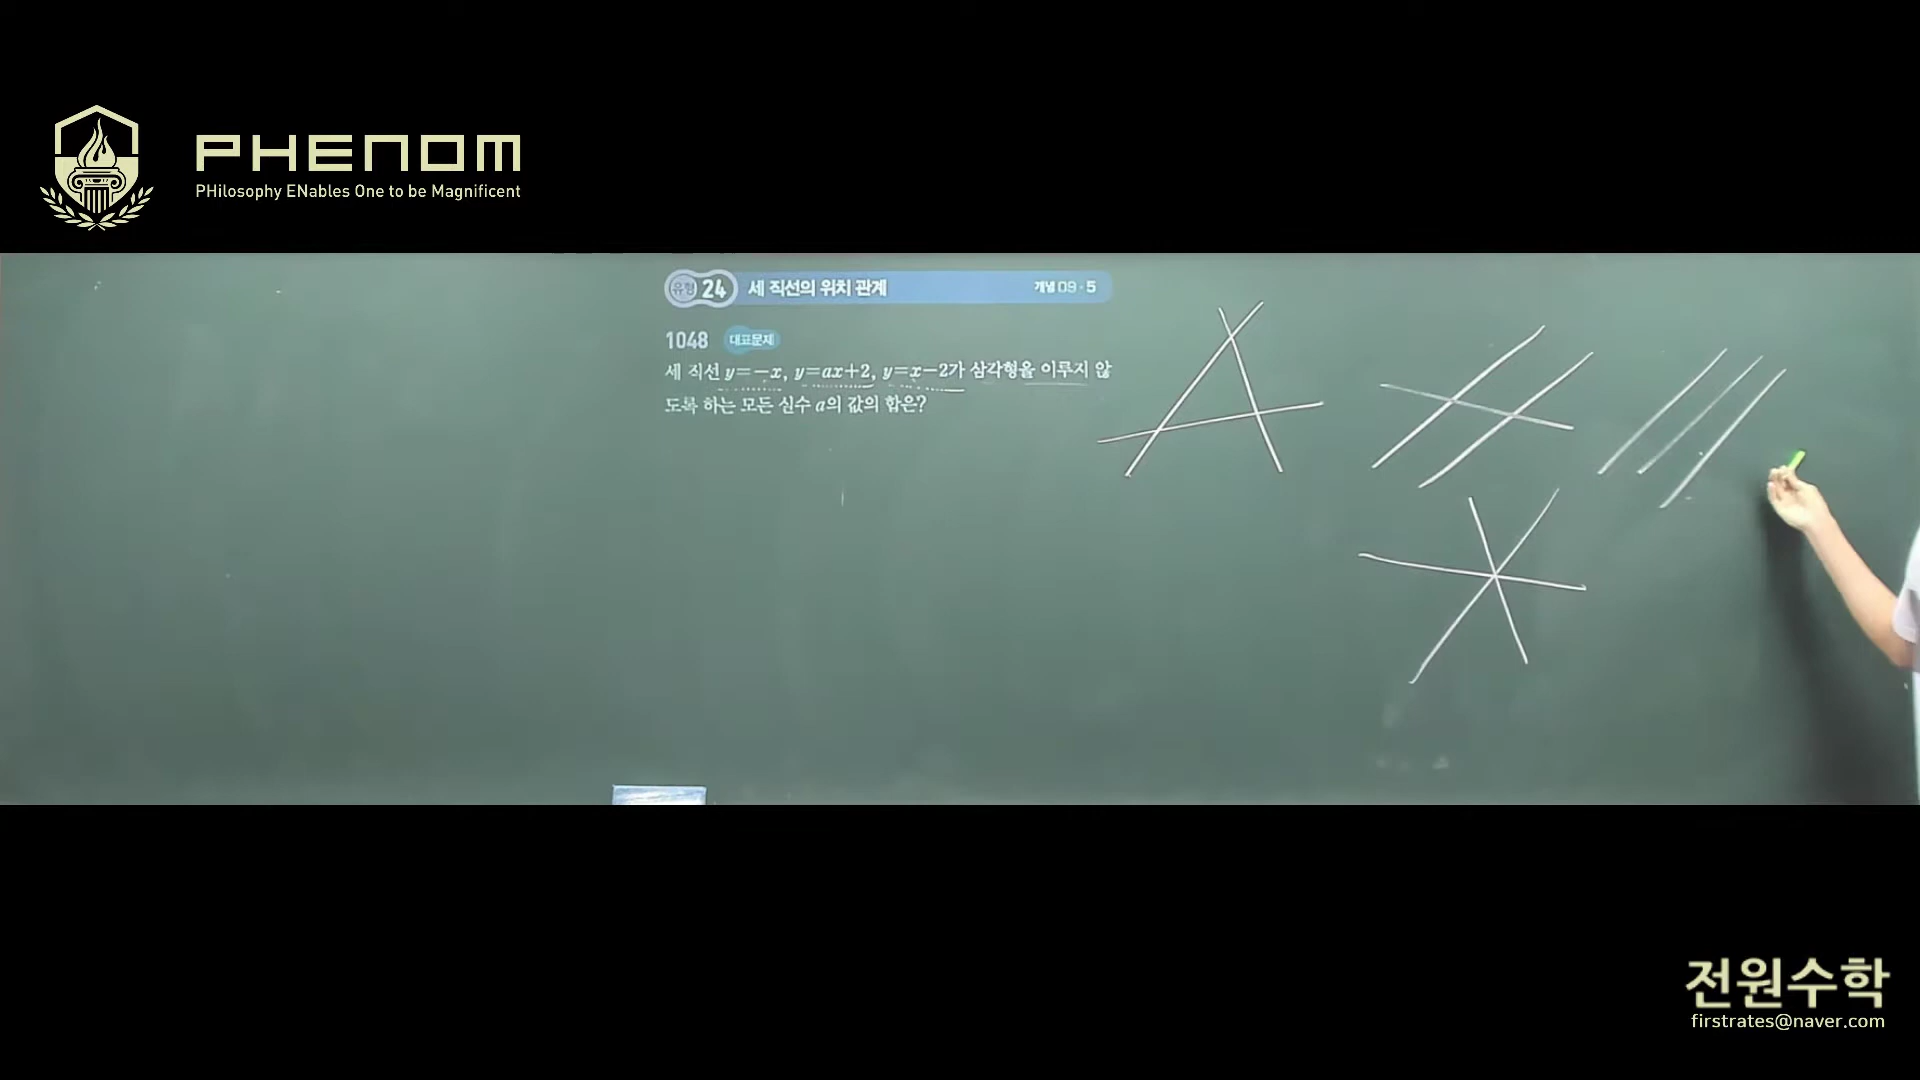 PHENOM
PHilosophy ENables One to be Magnificent
유형 24 세 직선의 위치 관계 개념 09-5
1048 대표문제
세 직선 y=-x, y=ax+2, y=x-2가 삼각형을 이루지 않
도록 하는 모든 실수 a의 값의 합은?
전원수학
firstrates@naver.com